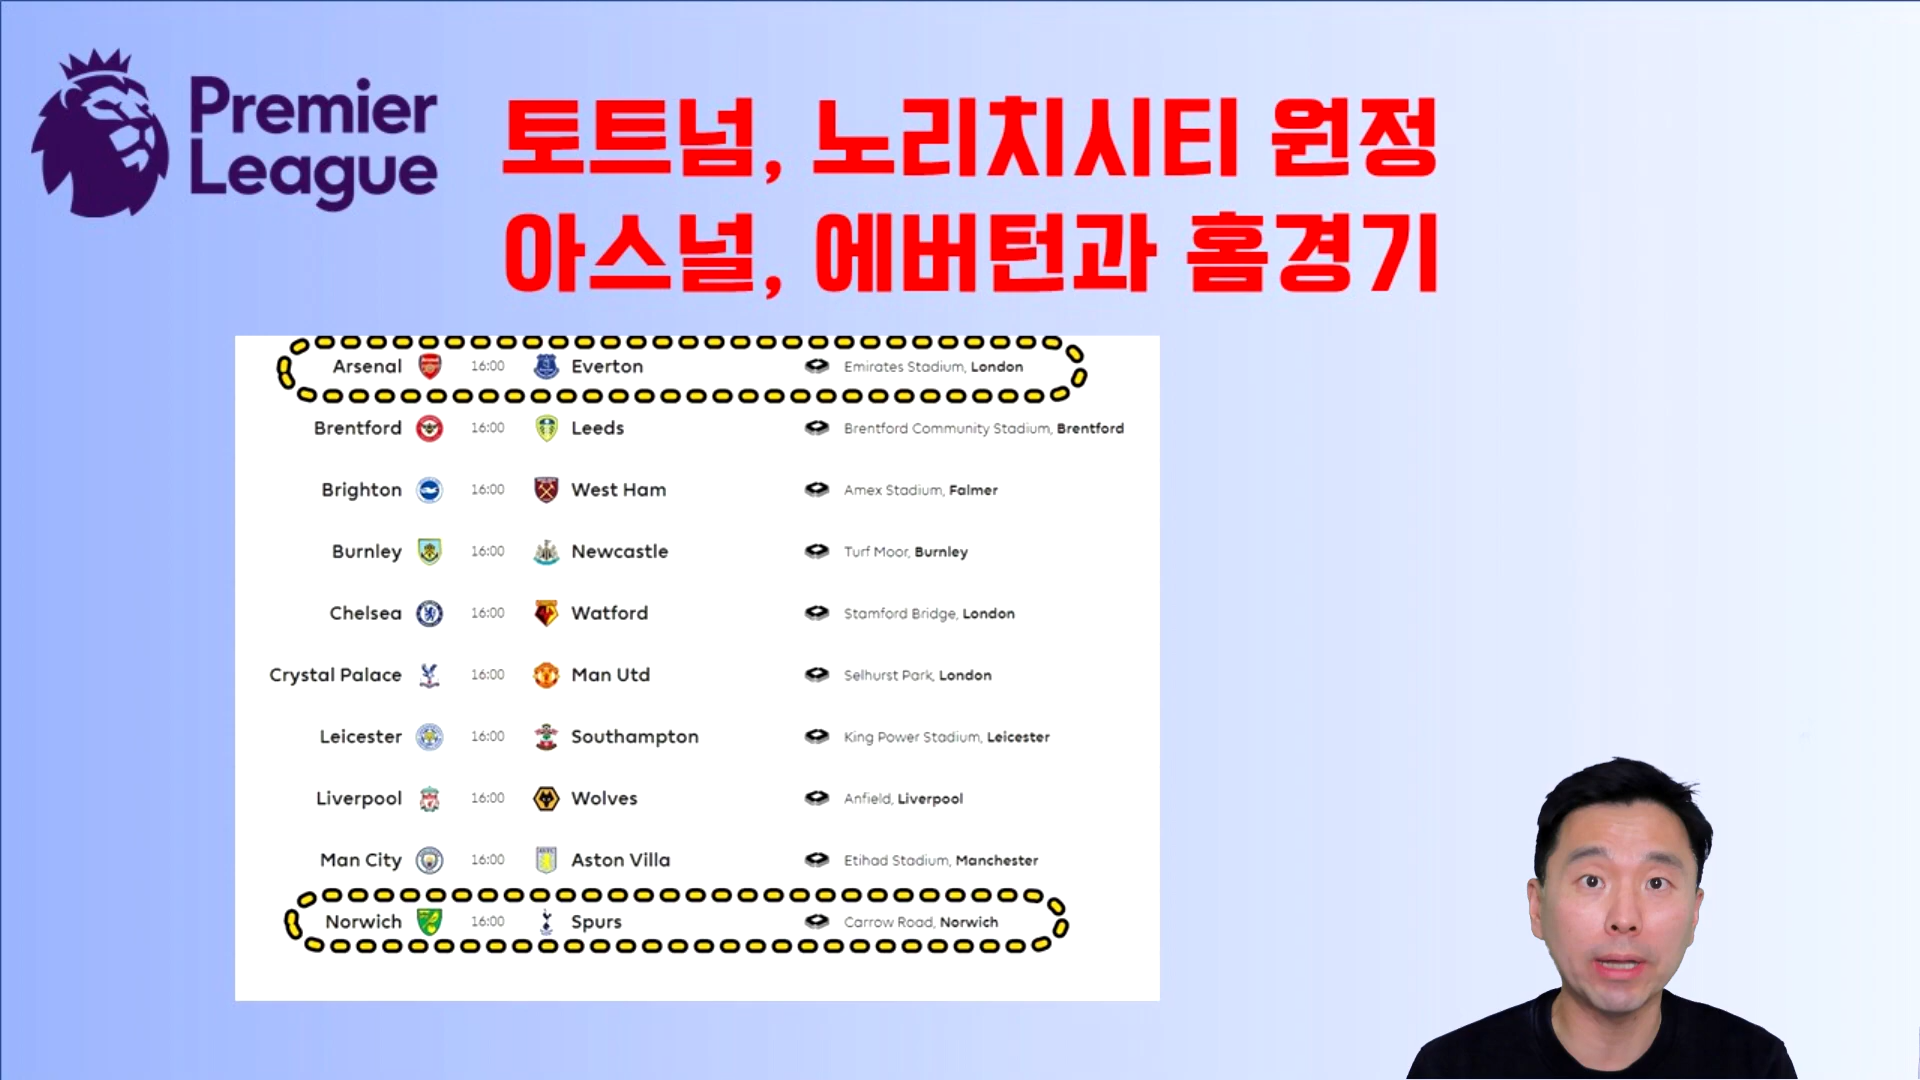 Premier
League
토트넘, 노리치시티 원정
아스널, 에버턴과 홈경기
Arsenal 16:00 Everton Emirates Stadium, London
Brentford 16:00 Leeds Brentford Community Stadium, Brentford
Brighton 16:00 West Ham Amex Stadium, Falmer
Burnley 16:00 Newcastle Turf Moor, Burnley
Chelsea 16:00 Watford Stamford Bridge, London
Crystal Palace 16:00 Man Utd Selhurst Park, London
Leicester 16:00 Southampton King Power Stadium, Leicester
Liverpool 16:00 Wolves Anfield, Liverpool
Man City 16:00 Aston Villa Etihad Stadium, Manchester
Norwich 16:00 Spurs Carrow Road, Norwich